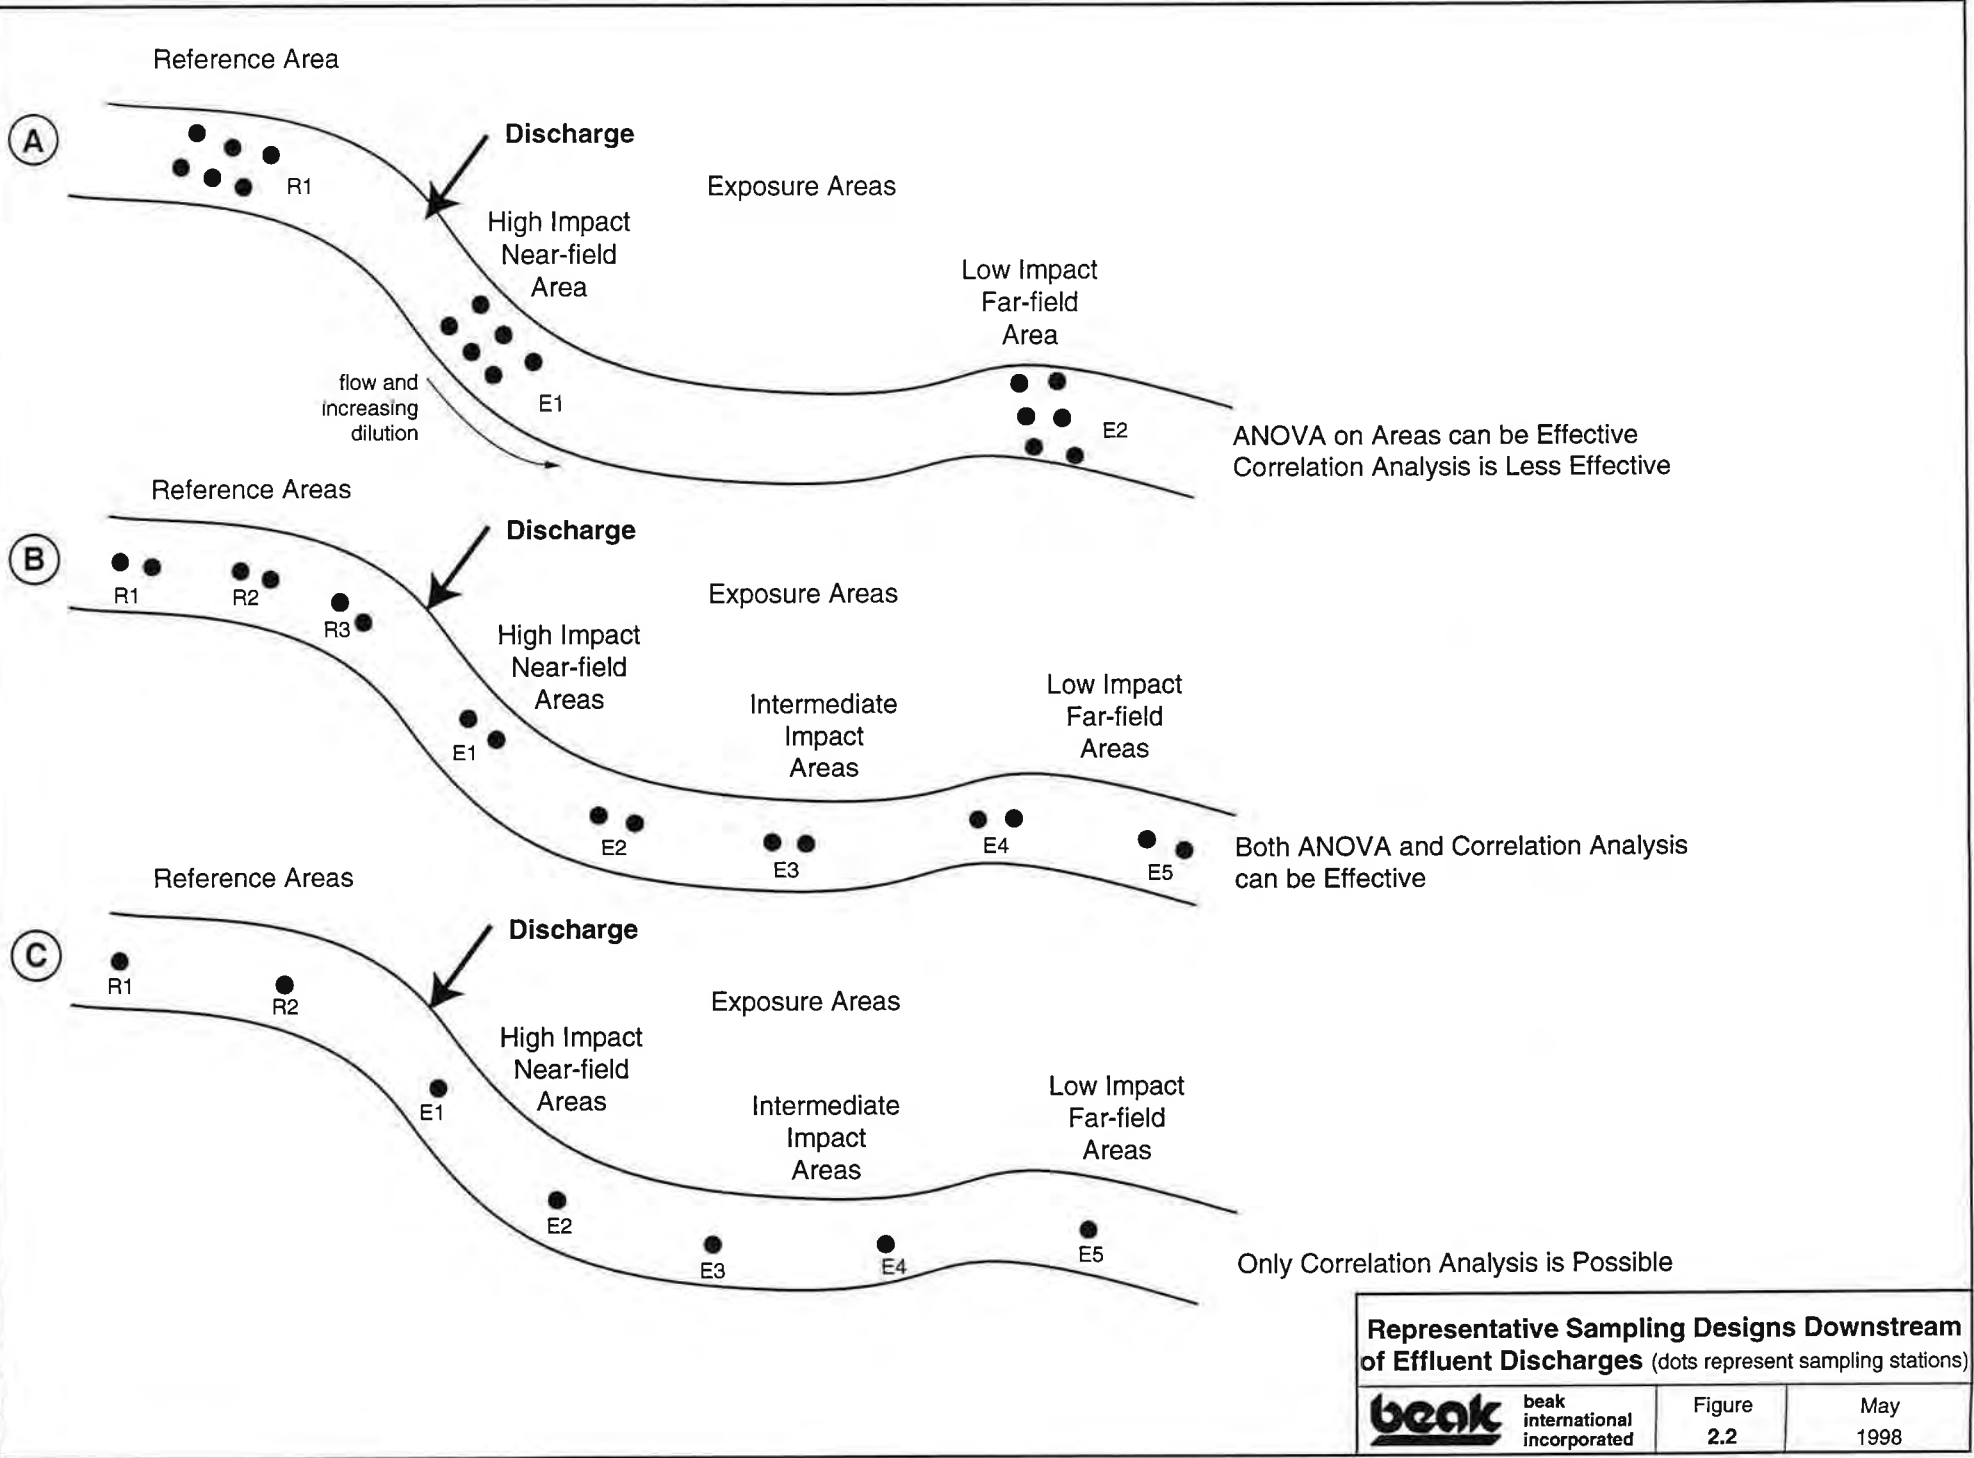 Reference Area
A
Discharge
R1
Exposure Areas
High Impact
Near-field
Area
Low Impact
Far-field
Area
flow and
increasing
dilution
E1
E2
ANOVA on Areas can be Effective
Correlation Analysis is Less Effective
Reference Areas
B
Discharge
R1
R2
R3
Exposure Areas
High Impact
Near-field
Areas
Intermediate
Impact
Areas
Low Impact
Far-field
Areas
E1
E2
E3
E4
E5
Both ANOVA and Correlation Analysis
can be Effective
Reference Areas
C
Discharge
R1
R2
Exposure Areas
High Impact
Near-field
Areas
Intermediate
Impact
Areas
Low Impact
Far-field
Areas
E1
E2
E3
E4
E5
Only Correlation Analysis is Possible
Representative Sampling Designs Downstream
of Effluent Discharges (dots represent sampling stations)
beak
beak
international
incorporated
Figure
2.2
May
1998